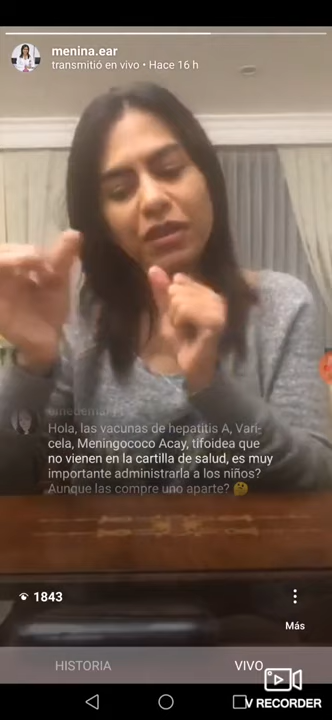 menina.ear
transmitió en vivo • Hace 16 h
Hola, las vacunas de hepatitis A, Vari-
cela, Meningococo Acay, tifoidea que
no vienen en la cartilla de salud, es muy
importante administrarla a los niños?
Aunque las compre uno aparte? 🤔
1843
Más
HISTORIA
VIVO
V RECORDER